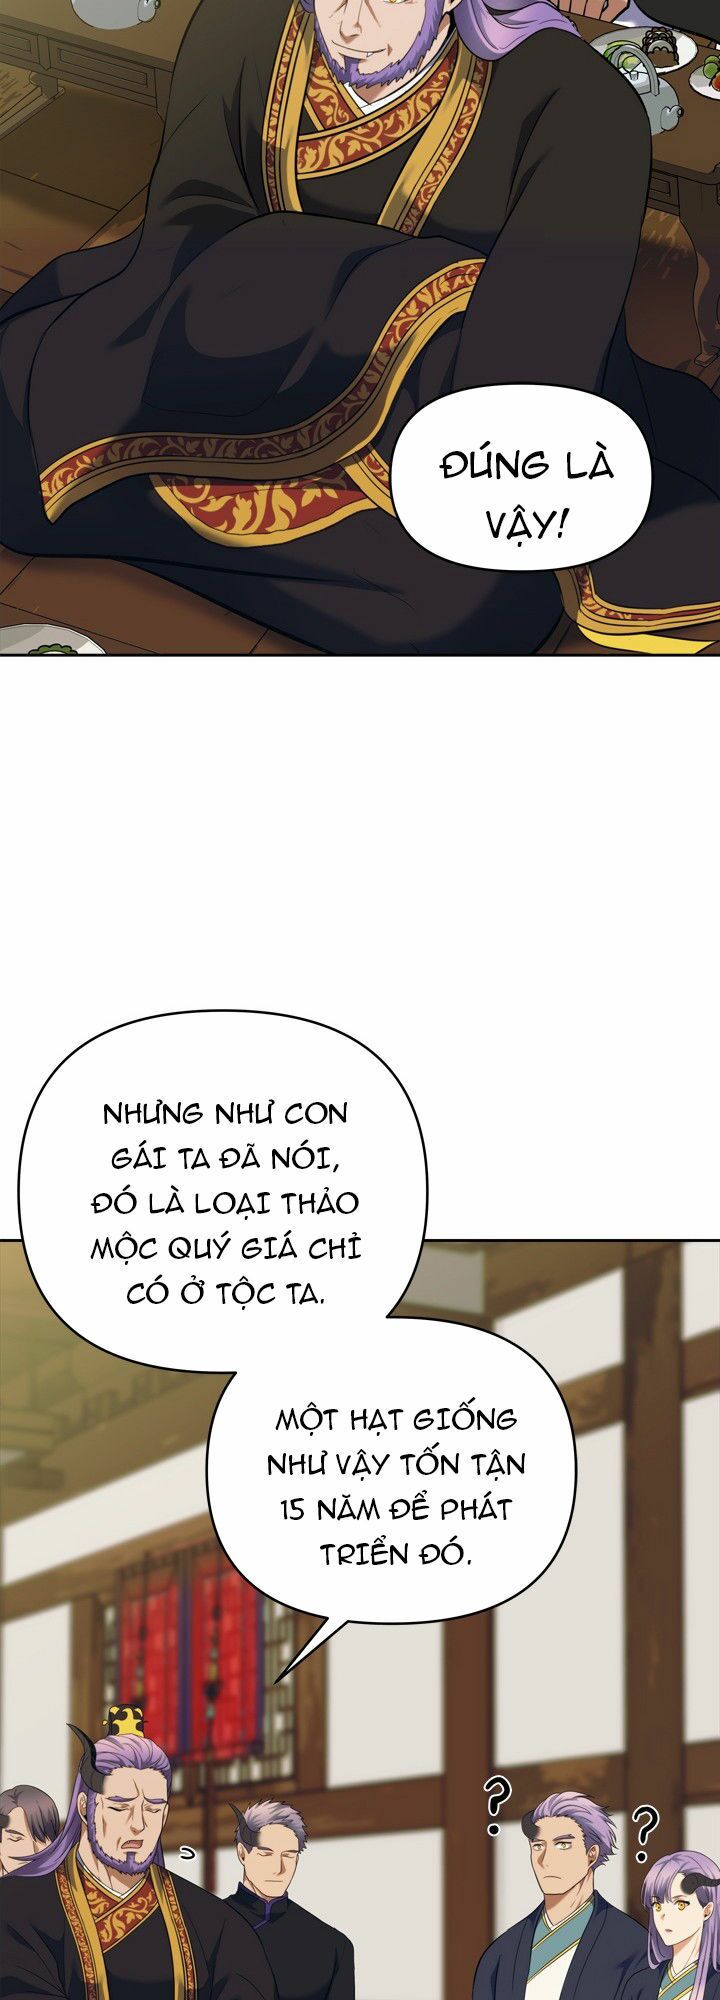 ĐÚNG LÀ
VẬY!
NHƯNG NHƯ CON
GÁI TA ĐÃ NÓI,
ĐÓ LÀ LOẠI THẢO
MỘC QUÝ GIÁ CHỈ
CÓ Ở TỘC TA.
MỘT HẠT GIỐNG
NHƯ VẬY TỐN TẬN
15 NĂM ĐỂ PHÁT
TRIỂN ĐÓ.
?
?